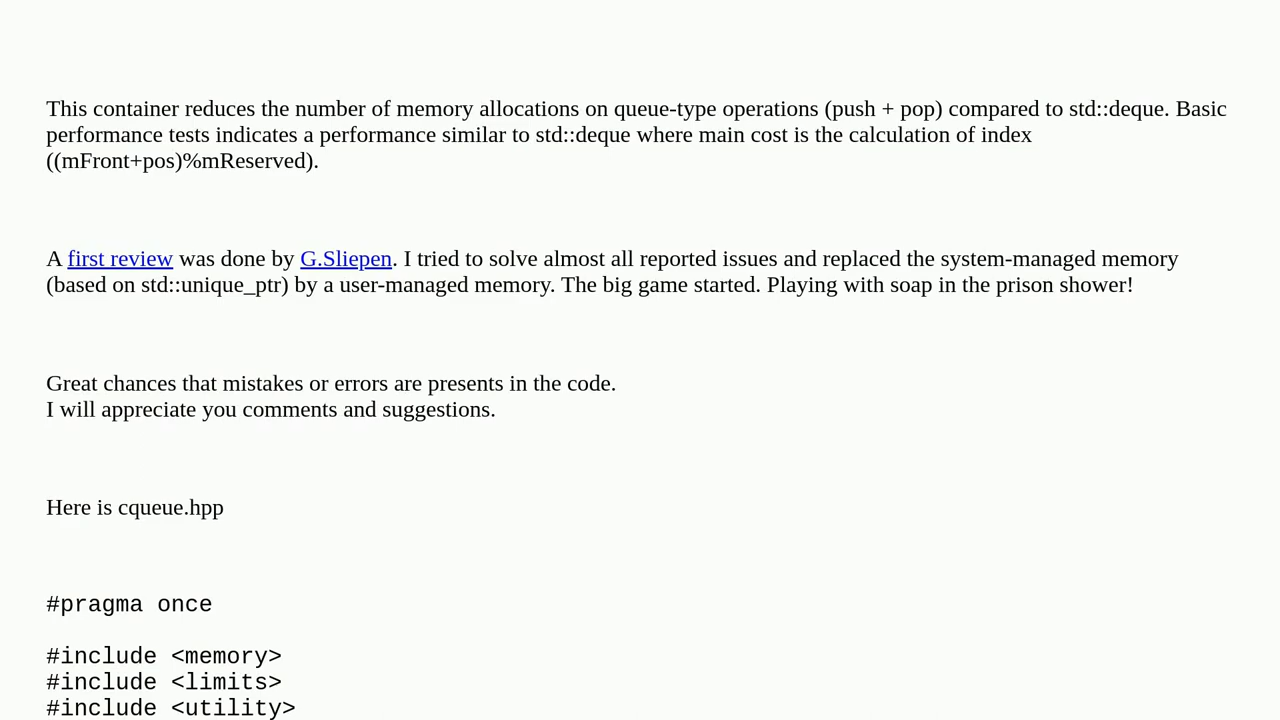 This container reduces the number of memory allocations on queue-type operations (push + pop) compared to std::deque. Basic
performance tests indicates a performance similar to std::deque where main cost is the calculation of index
((mFront+pos)%mReserved).
A first review was done by G.Sliepen. I tried to solve almost all reported issues and replaced the system-managed memory
(based on std::unique_ptr) by a user-managed memory. The big game started. Playing with soap in the prison shower!
Great chances that mistakes or errors are presents in the code.
I will appreciate you comments and suggestions.
Here is cqueue.hpp
#pragma once
#include <memory>
#include <limits>
#include <utility>